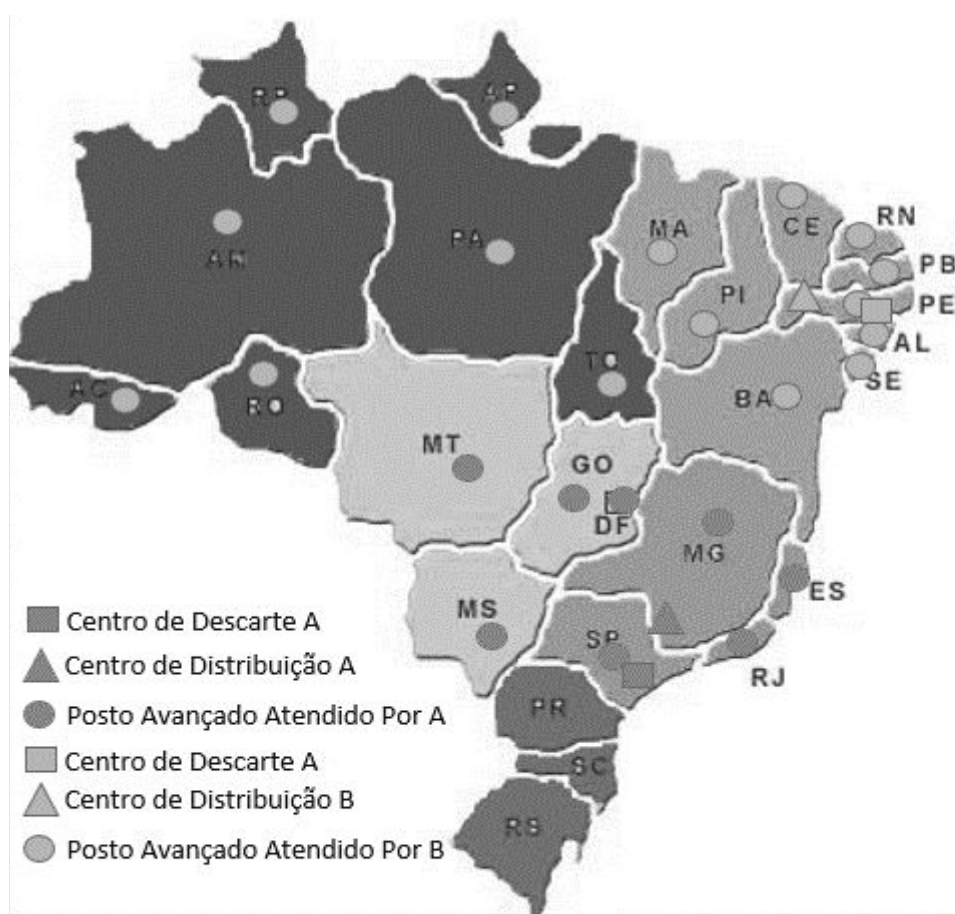 RR
AP
AM
PA
MA
CE
RN
PB
PI
PE
AL
SE
AC
RO
TO
BA
MT
GO
DF
MG
ES
MS
SP
RJ
PR
SC
RS
Centro de Descarte A
Centro de Distribuição A
Posto Avançado Atendido Por A
Centro de Descarte A
Centro de Distribuição B
Posto Avançado Atendido Por B